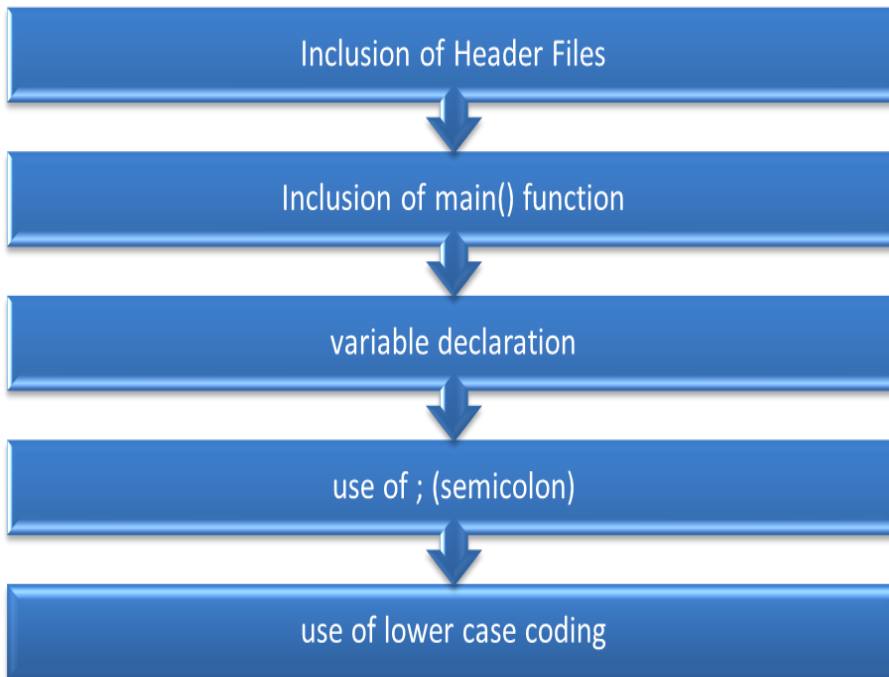 Inclusion of Header Files
Inclusion of main() function
variable declaration
use of ; (semicolon)
use of lower case coding